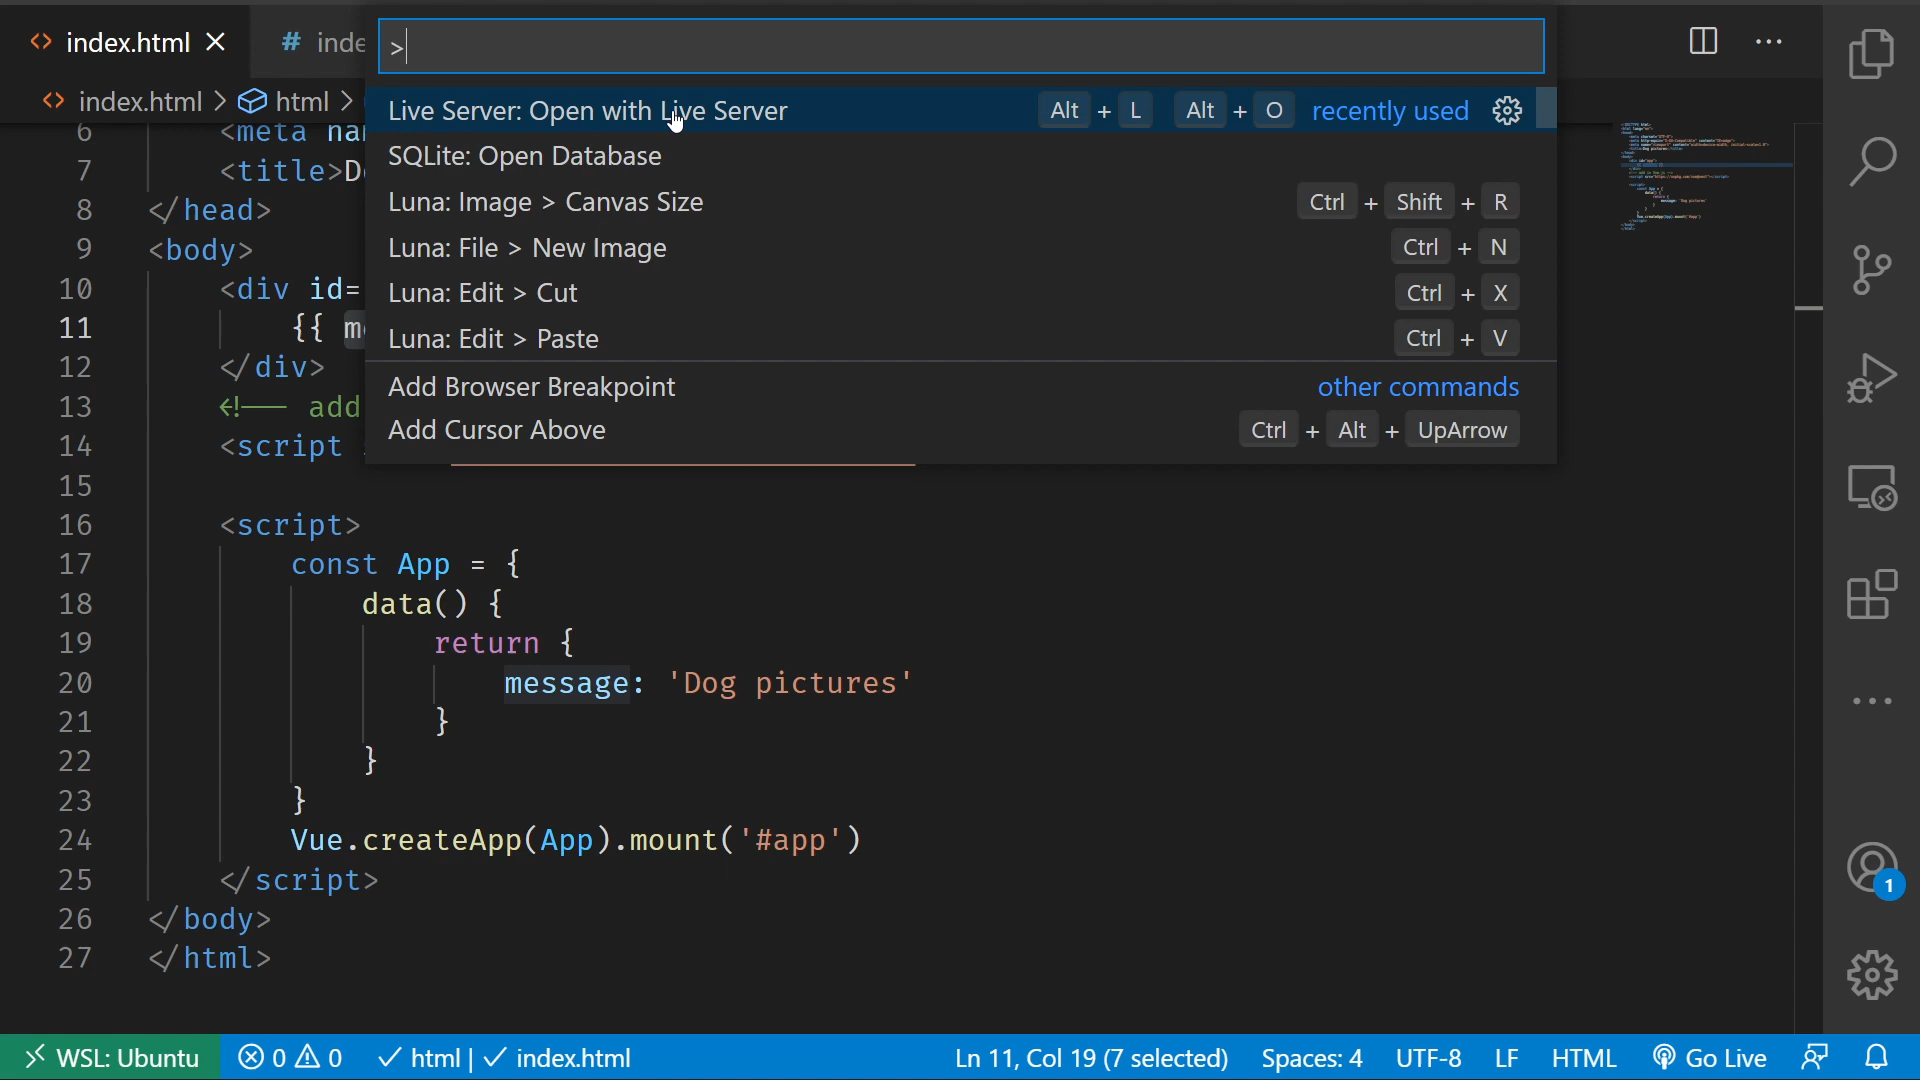 index.html
# inde
>
index.html > html >
Live Server: Open with Live Server Alt + L Alt + O recently used
SQLite: Open Database
Luna: Image > Canvas Size Ctrl + Shift + R
Luna: File > New Image Ctrl + N
Luna: Edit > Cut Ctrl + X
Luna: Edit > Paste Ctrl + V
Add Browser Breakpoint other commands
Add Cursor Above Ctrl + Alt + UpArrow
6 <meta na
7 <title>D
8 </head>
9 <body>
10 <div id=
11 {{ m
12 </div>
13 <!-- add
14 <script
15
16 <script>
17 const App = {
18 data() {
19 return {
20 message: 'Dog pictures'
21 }
22 }
23 }
24 Vue.createApp(App).mount('#app')
25 </script>
26 </body>
27 </html>
1
WSL: Ubuntu 0 0 html | index.html Ln 11, Col 19 (7 selected) Spaces: 4 UTF-8 LF HTML Go Live